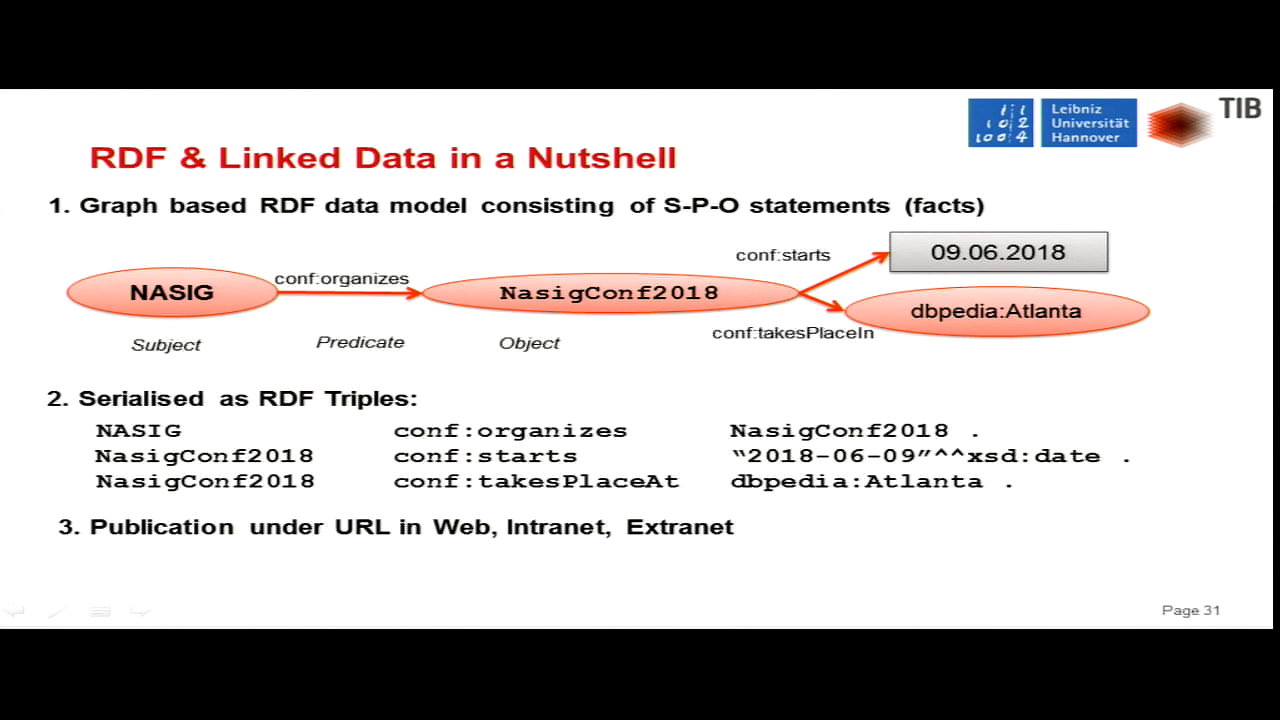 Leibniz
Universität
Hannover
TIB
RDF & Linked Data in a Nutshell
1. Graph based RDF data model consisting of S-P-O statements (facts)
NASIG
conf:organizes
NasigConf2018
conf:starts
09.06.2018
conf:takesPlaceIn
dbpedia:Atlanta
Subject Predicate Object
2. Serialised as RDF Triples:
NASIG conf:organizes NasigConf2018 .
NasigConf2018 conf:starts “2018-06-09”^^xsd:date .
NasigConf2018 conf:takesPlaceAt dbpedia:Atlanta .
3. Publication under URL in Web, Intranet, Extranet
Page 31